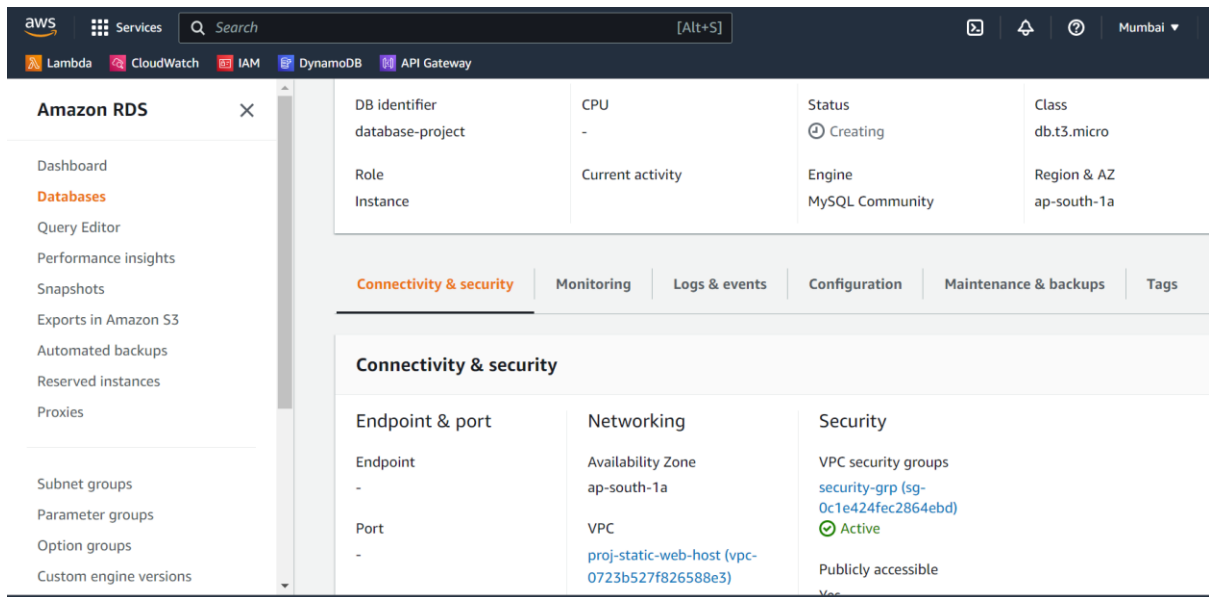 aws
Services
Search
[Alt+S]
Mumbai
Lambda
CloudWatch
IAM
DynamoDB
API Gateway
Amazon RDS
Dashboard
Databases
Query Editor
Performance insights
Snapshots
Exports in Amazon S3
Automated backups
Reserved instances
Proxies
Subnet groups
Parameter groups
Option groups
Custom engine versions
DB identifier
database-project
CPU
-
Status
Creating
Class
db.t3.micro
Role
Instance
Current activity
Engine
MySQL Community
Region & AZ
ap-south-1a
Connectivity & security
Monitoring
Logs & events
Configuration
Maintenance & backups
Tags
Connectivity & security
Endpoint & port
Endpoint
-
Port
-
Networking
Availability Zone
ap-south-1a
VPC
proj-static-web-host (vpc-
0723b527f826588e3)
Security
VPC security groups
security-grp (sg-
0c1e424fec2864ebd)
Active
Publicly accessible
Yes